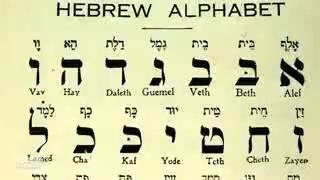 HEBREW ALPHABET
אָלֶף בֵּית בֵית גִמֶל דָלֶת הֵא וָו
א בּ ב ג ד ה ו
Vav Hay Daleth Guemel Veth Beth Alef
זַיִן חֵית טֵית יוּד כָּף כָף לָמֶד
ז ח ט י כּ כ ל
Lamed Cha Kaf Yode Teth Cheth Zayen